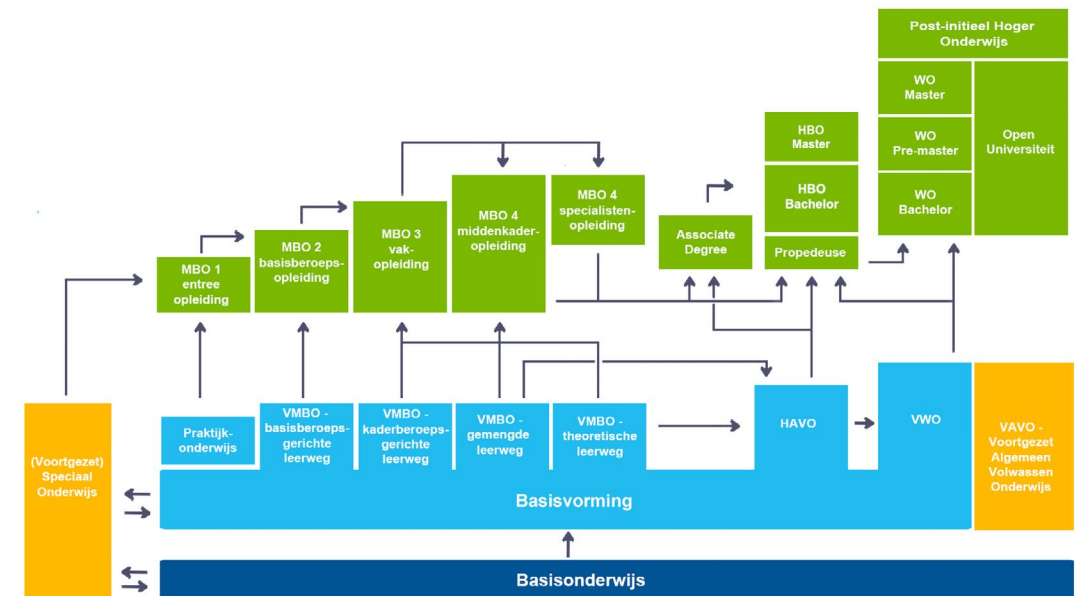 Post-initieel Hoger
Onderwijs
WO
Master
WO
Pre-master
WO
Bachelor
Open
Universiteit
HBO
Master
HBO
Bachelor
Propedeuse
Associate
Degree
MBO 4
specialisten-
opleiding
MBO 4
middenkader-
opleiding
MBO 3
vak-
opleiding
MBO 2
basisberoeps-
opleiding
MBO 1
entree
opleiding
(Voortgezet)
Speciaal
Onderwijs
Praktijk-
onderwijs
VMBO -
basisberoeps-
gerichte
leerweg
VMBO -
kaderberoeps-
gerichte
leerweg
VMBO -
gemengde
leerweg
VMBO -
theoretische
leerweg
HAVO
VWO
VAVO -
Voortgezet
Algemeen
Volwassen
Onderwijs
Basisvorming
Basisonderwijs